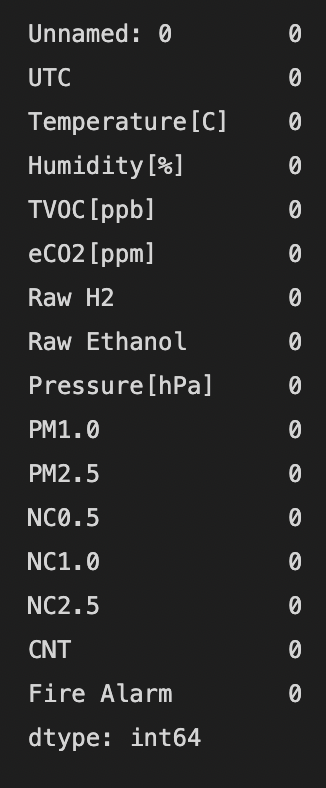 Unnamed: 0 0
UTC 0
Temperature[C] 0
Humidity[%] 0
TVOC[ppb] 0
eCO2[ppm] 0
Raw H2 0
Raw Ethanol 0
Pressure[hPa] 0
PM1.0 0
PM2.5 0
NC0.5 0
NC1.0 0
NC2.5 0
CNT 0
Fire Alarm 0
dtype: int64